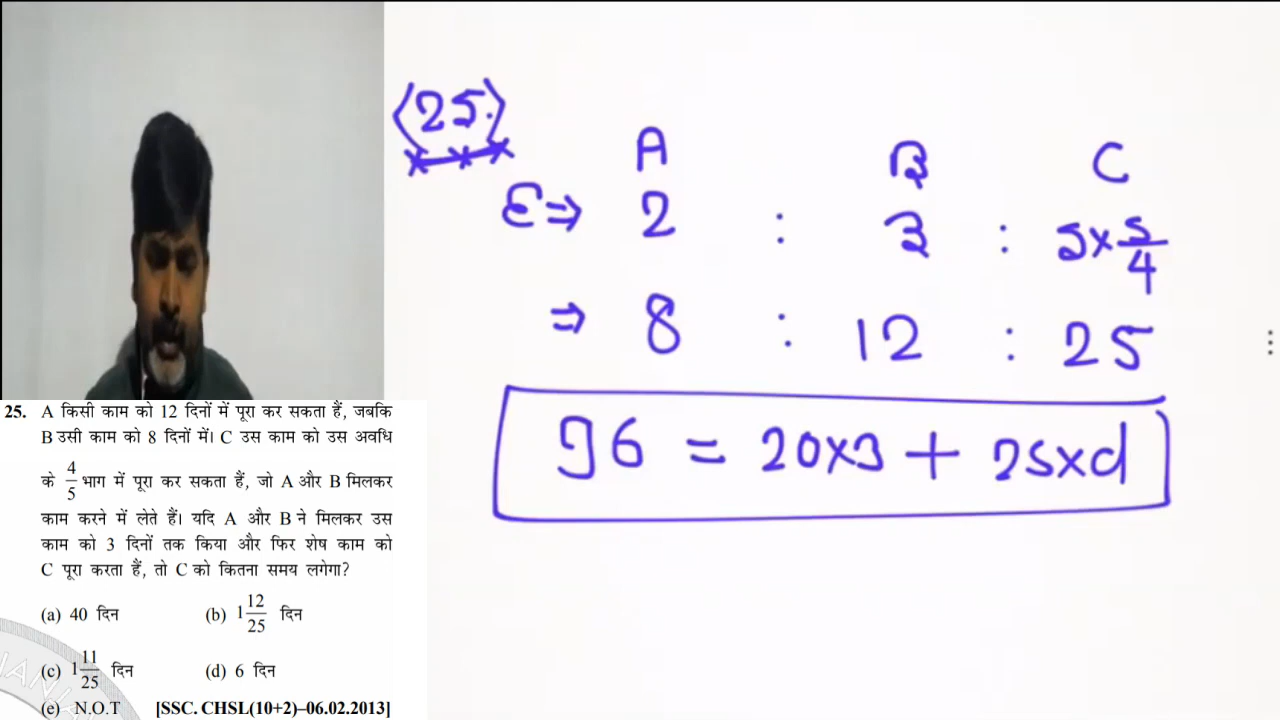 ⟨25.⟩
A B C
E ⇒ 2 : 3 : 5×5/4
⇒ 8 : 12 : 25
96 = 20×3 + 25×d
25. A किसी काम को 12 दिनों में पूरा कर सकता हैं, जबकि
B उसी काम को 8 दिनों में। C उस काम को उस अवधि
के 4/5 भाग में पूरा कर सकता हैं, जो A और B मिलकर
काम करने में लेते हैं। यदि A और B ने मिलकर उस
काम को 3 दिनों तक किया और फिर शेष काम को
C पूरा करता हैं, तो C को कितना समय लगेगा?
(a) 40 दिन (b) 1 12/25 दिन
(c) 1 11/25 दिन (d) 6 दिन
(e) N.O.T [SSC. CHSL(10+2)–06.02.2013]